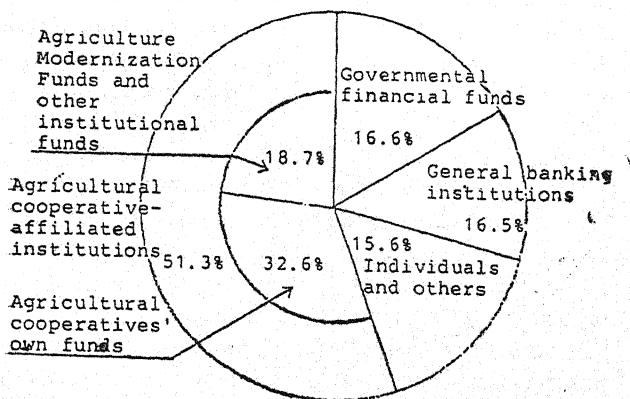 Agriculture
Modernization
Funds and
other
institutional
funds
18.7%
Governmental
financial funds
16.6%
General banking
institutions
16.5%
15.6%
Individuals
and others
Agricultural
cooperative-
affiliated
institutions
51.3%
32.6%
Agricultural
cooperatives'
own funds